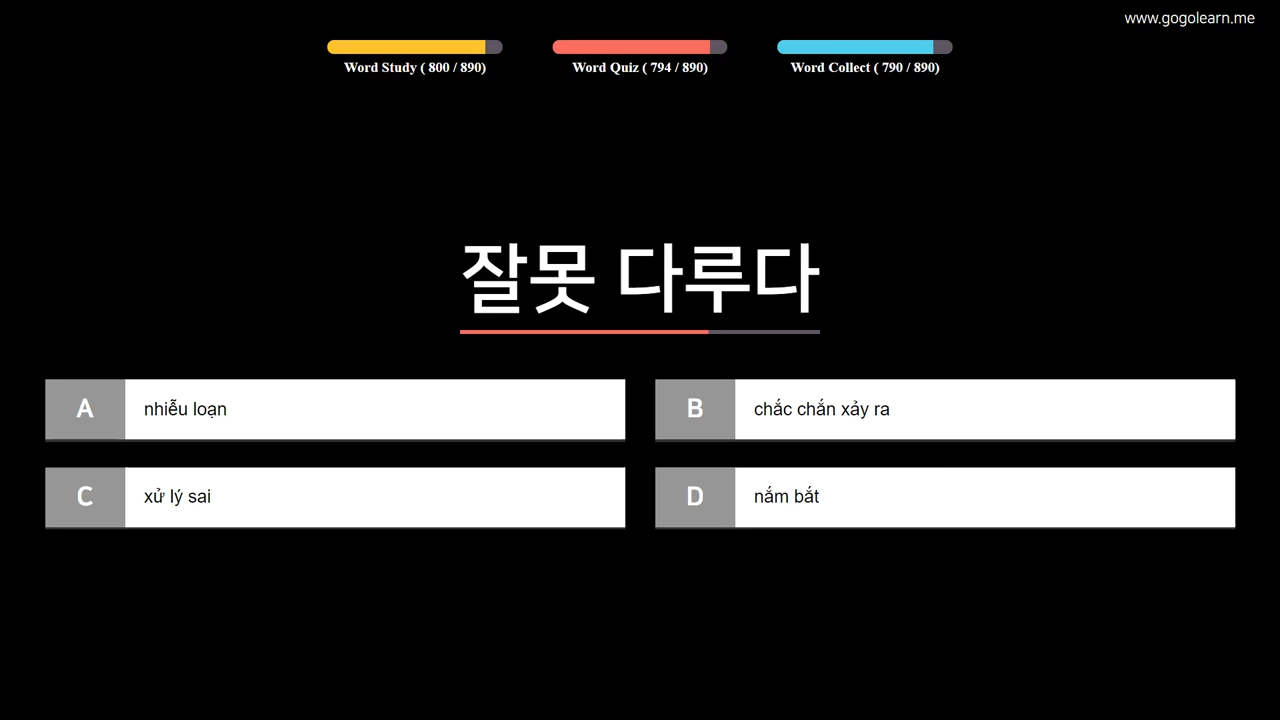 www.gogolearn.me
Word Study ( 800 / 890)
Word Quiz ( 794 / 890)
Word Collect ( 790 / 890)
잘못 다루다
A nhiễu loạn
B chắc chắn xảy ra
C xử lý sai
D nắm bắt